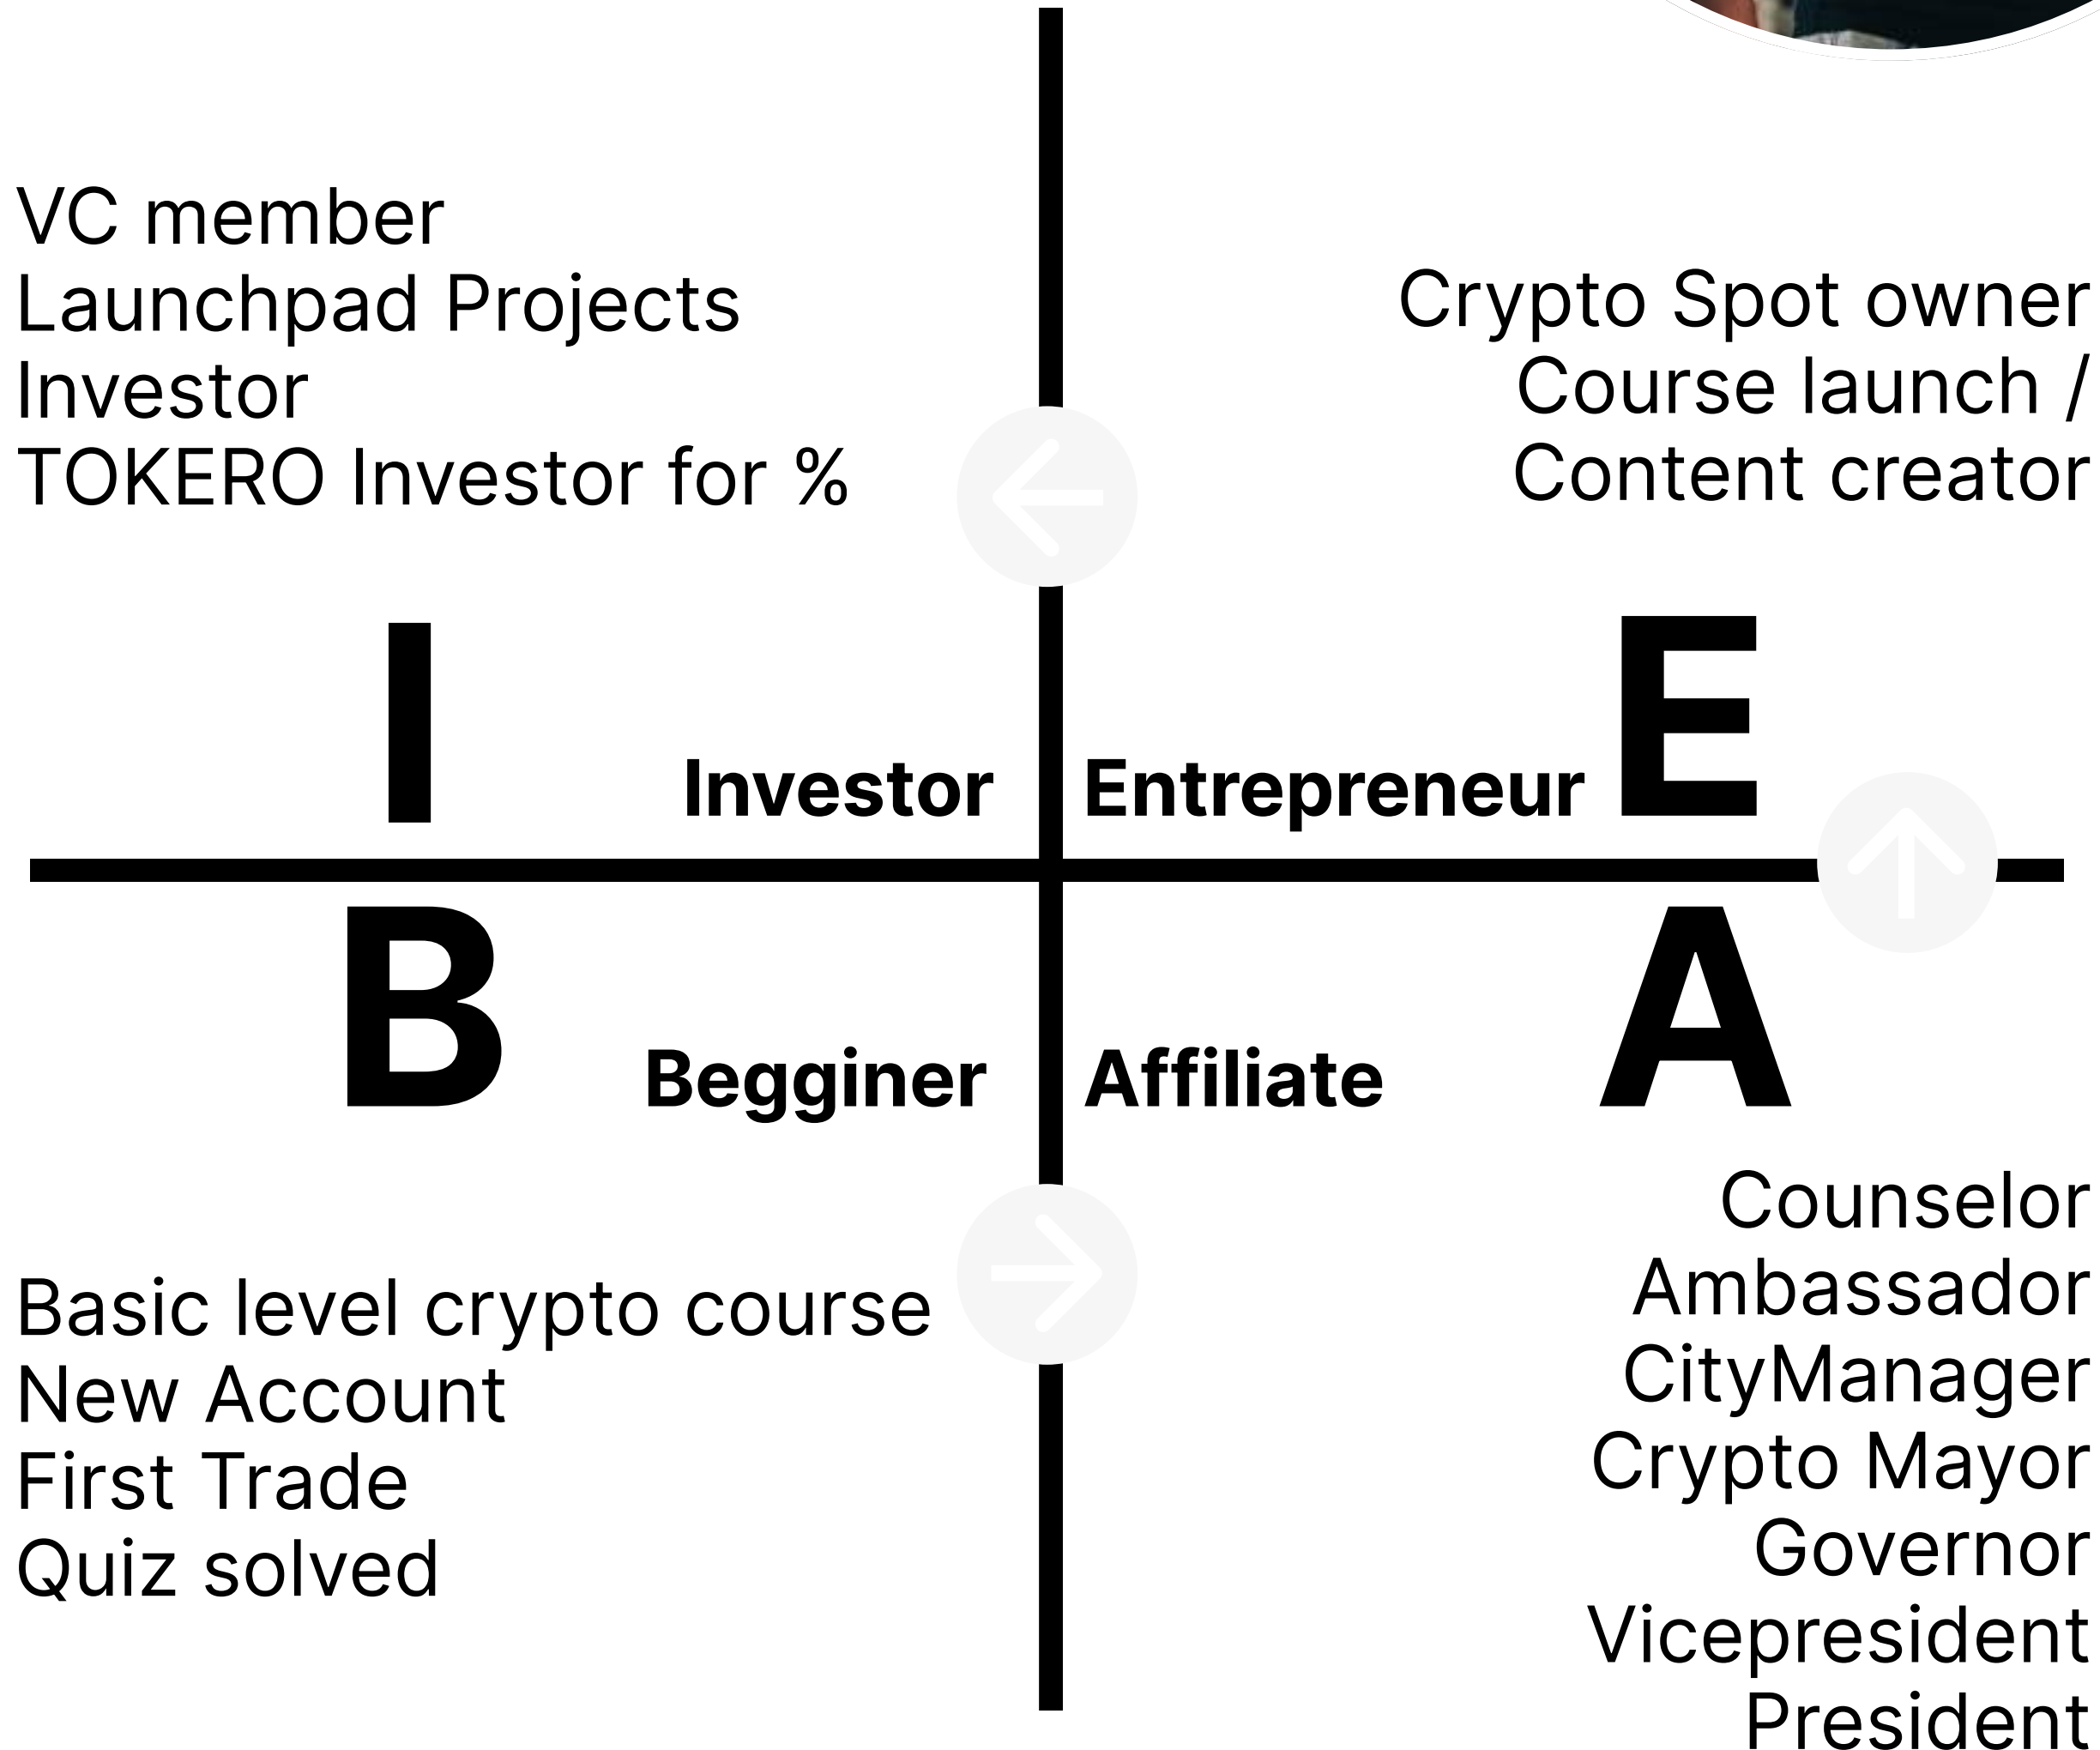 VC member
Launchpad Projects
Investor
TOKERO Investor for %
Crypto Spot owner
Course launch /
Content creator
I
Investor
Entrepreneur
E
B
Begginer
Affiliate
A
Basic level crypto course
New Account
First Trade
Quiz solved
Counselor
Ambassador
CityManager
Crypto Mayor
Governor
Vicepresident
President